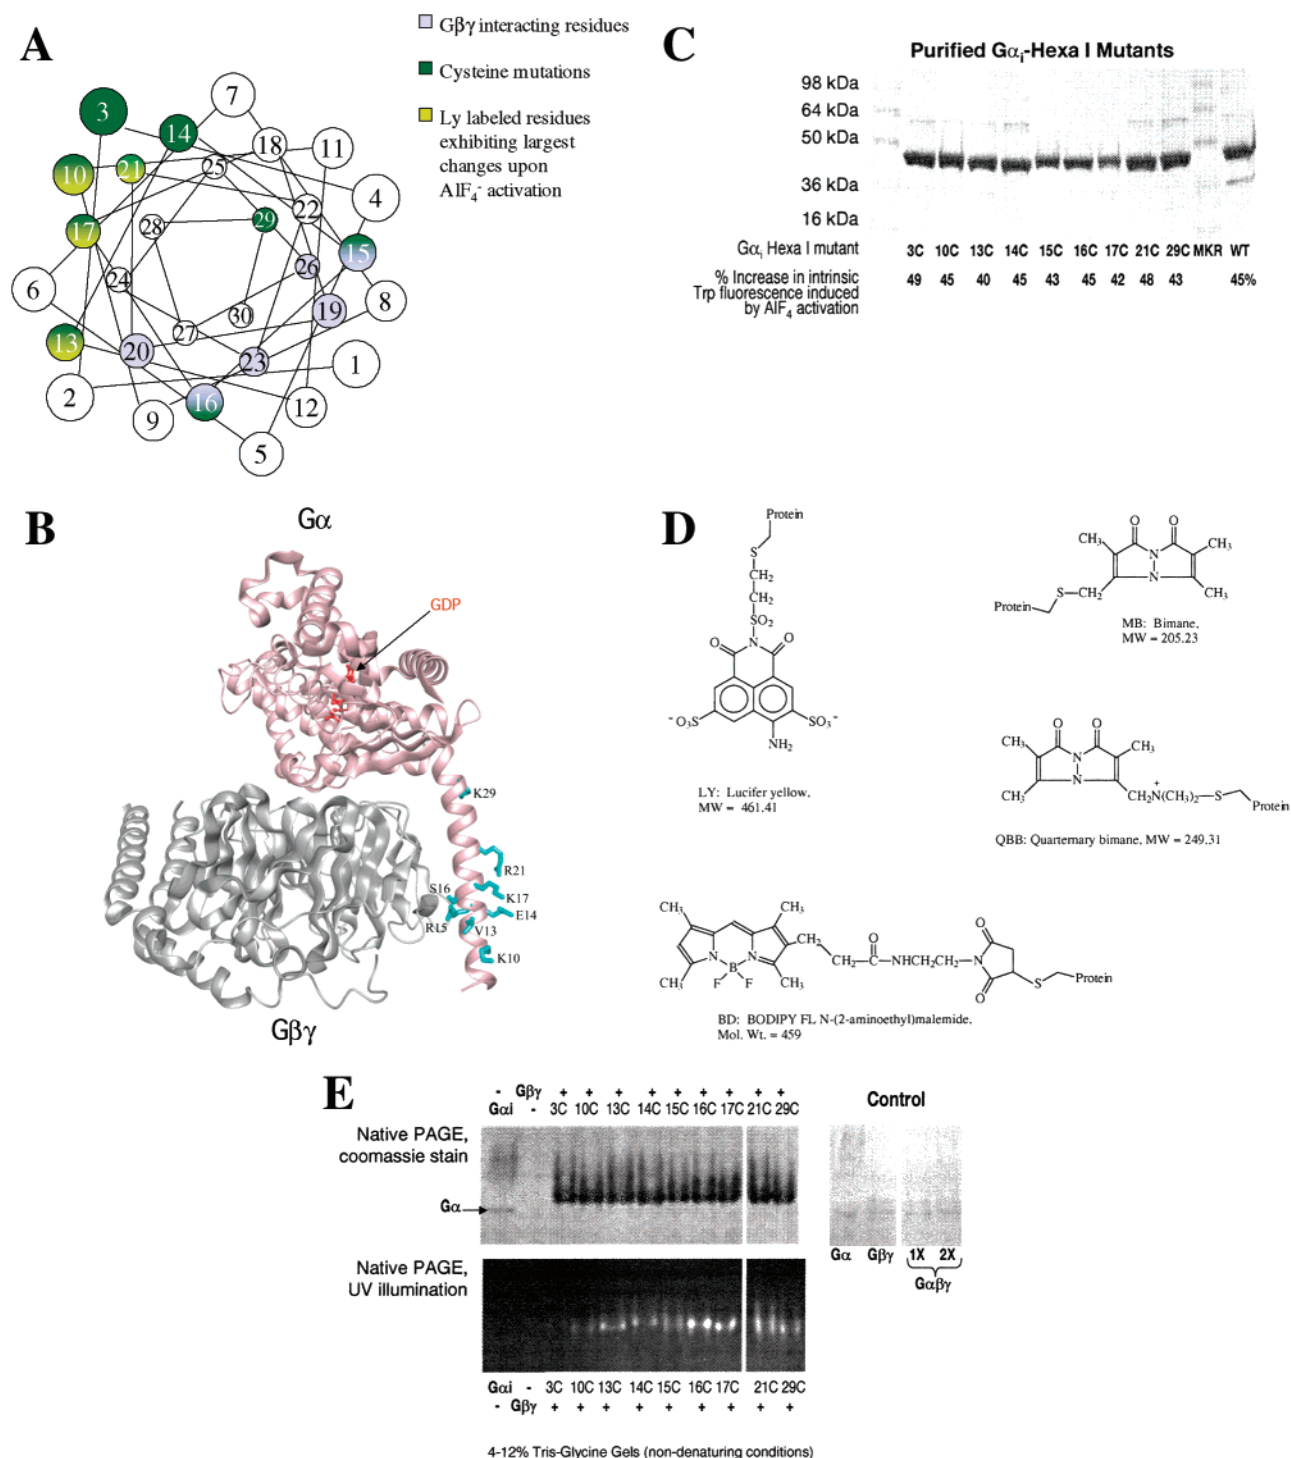 A
Gβγ interacting residues
Cysteine mutations
Ly labeled residues
exhibiting largest
changes upon
AlF4- activation
3
7
14
18
11
10
21
25
4
22
17
28
29
15
26
24
6
8
19
30
27
13
20
23
1
2
16
12
9
5
C
Purified Gαi-Hexa I Mutants
98 kDa
64 kDa
50 kDa
36 kDa
16 kDa
Gαi Hexa I mutant 3C 10C 13C 14C 15C 16C 17C 21C 29C MKR WT
% Increase in intrinsic
Trp fluorescence induced
by AlF4 activation
49 45 40 45 43 45 42 48 43 45%
B
Gα
GDP
K29
R21
S16
K17
E14
R15
V13
K10
Gβγ
D
Protein
S
CH2
CH2
SO2
N
O O
-O3S SO3-
NH2
LY: Lucifer yellow,
MW = 461.41
O O
CH3 CH3
N
N
S CH2 CH3
Protein
MB: Bimane,
MW = 205.23
O O
CH3 CH3
N
N
CH3 CH2N(CH3)2 S
+
Protein
QBB: Quarternary bimane, MW = 249.31
CH3 CH3
CH2
O
O
N N
B
CH2 C NHCH2CH2 N
F F
CH3 CH3
S Protein
O
BD: BODIPY FL N-(2-aminoethyl)malemide,
Mol. Wt. = 459
E
- Gβγ + + + + + + + + +
Gαi - 3C 10C 13C 14C 15C 16C 17C 21C 29C
Native PAGE,
coomassie stain
Gα
Native PAGE,
UV illumination
Gαi - 3C 10C 13C 14C 15C 16C 17C 21C 29C
- Gβγ + + + + + + + + +
4-12% Tris-Glycine Gels (non-denaturing conditions)
Control
Gα Gβγ 1X 2X
Gαβγ